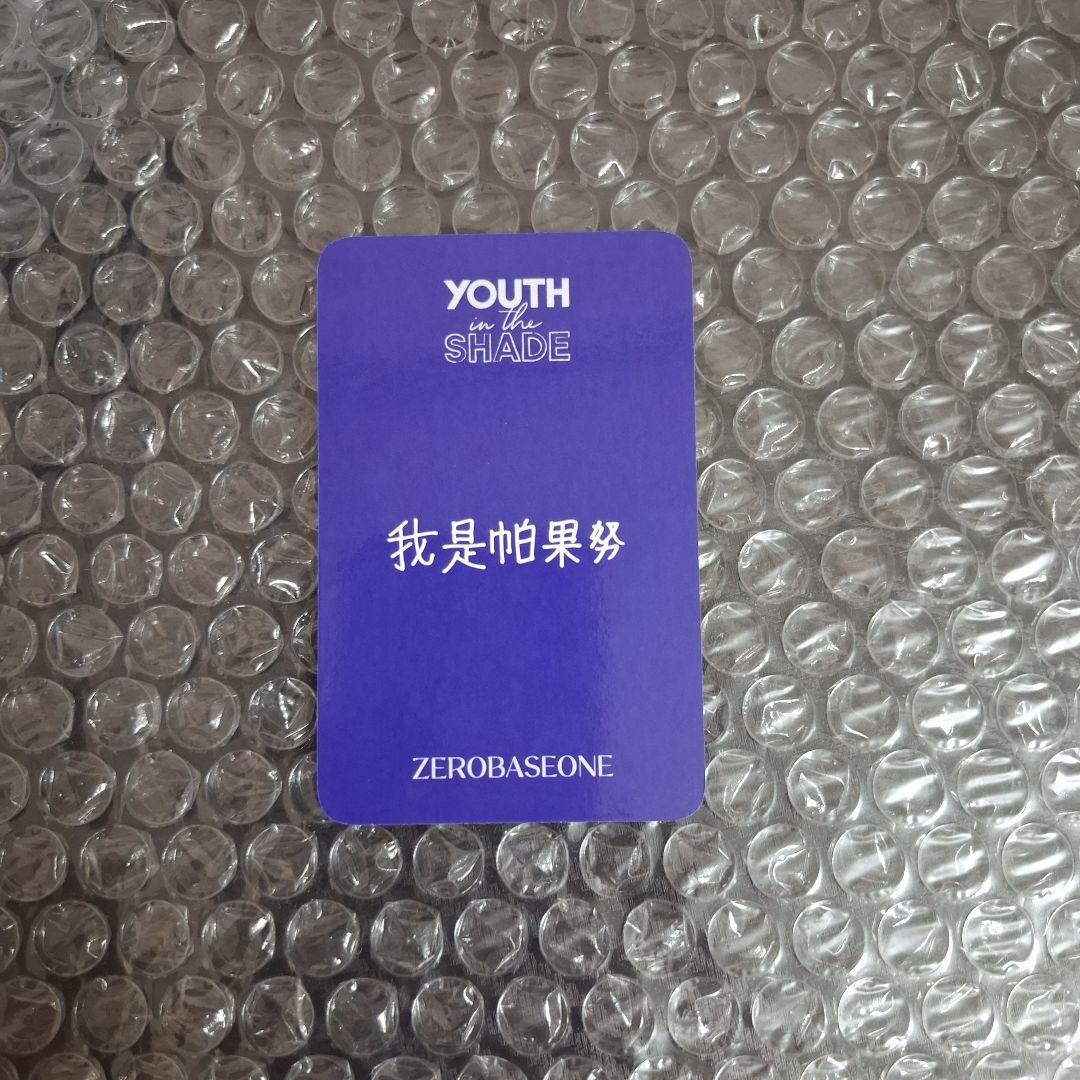 YOUTH
in the
SHADE
我是帕果努
ZEROBASEONE